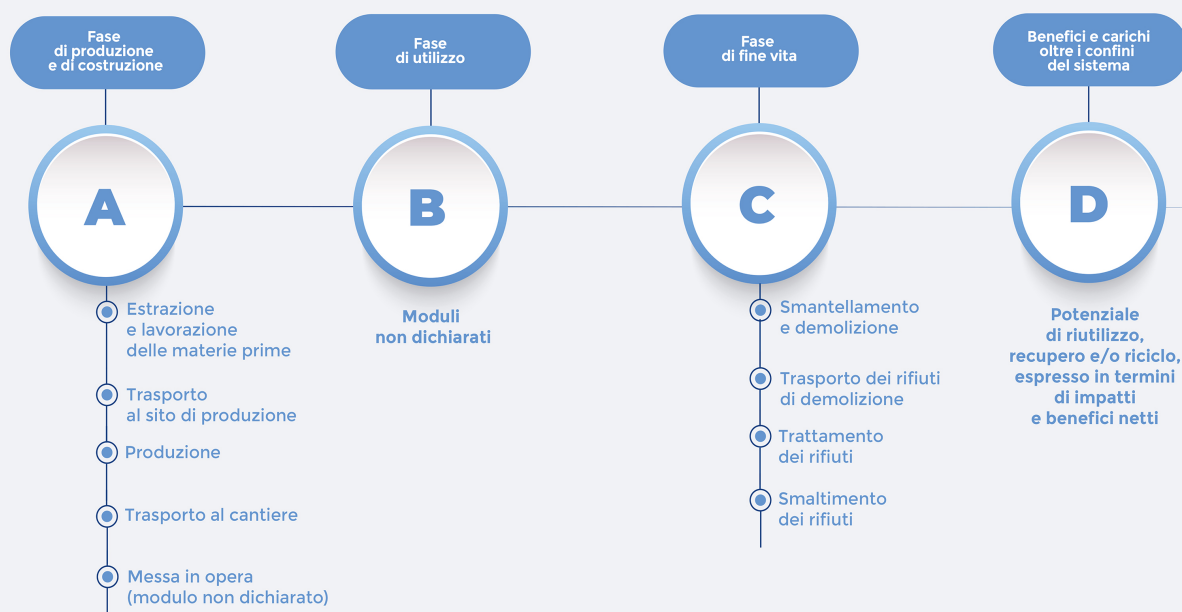 Fase
di produzione
e di costruzione
A
Estrazione
e lavorazione
delle materie prime
Trasporto
al sito di produzione
Produzione
Trasporto al cantiere
Messa in opera
(modulo non dichiarato)
Fase
di utilizzo
B
Moduli
non dichiarati
Fase
di fine vita
C
Smantellamento
e demolizione
Trasporto dei rifiuti
di demolizione
Trattamento
dei rifiuti
Smaltimento
dei rifiuti
Benefici e carichi
oltre i confini
del sistema
D
Potenziale
di riutilizzo,
recupero e/o riciclo,
espresso in termini
di impatti
e benefici netti